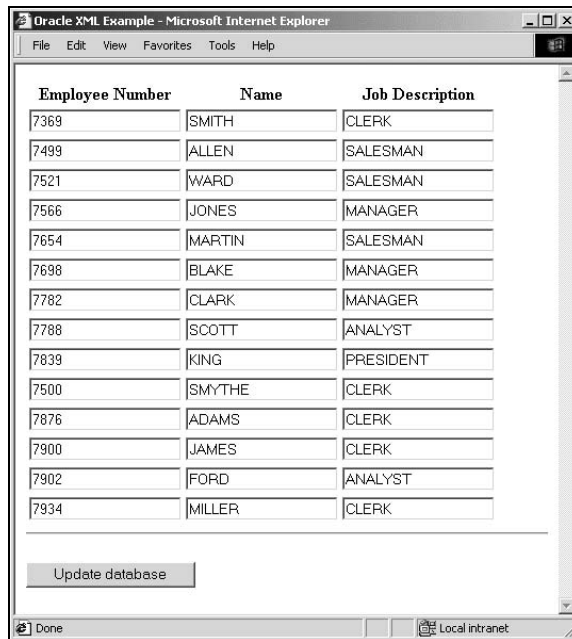 Oracle XML Example - Microsoft Internet Explorer
File Edit View Favorites Tools Help
Employee Number Name Job Description
7369 SMITH CLERK
7499 ALLEN SALESMAN
7521 WARD SALESMAN
7566 JONES MANAGER
7654 MARTIN SALESMAN
7698 BLAKE MANAGER
7782 CLARK MANAGER
7788 SCOTT ANALYST
7839 KING PRESIDENT
7500 SMYTHE CLERK
7876 ADAMS CLERK
7900 JAMES CLERK
7902 FORD ANALYST
7934 MILLER CLERK
Update database
Done Local intranet